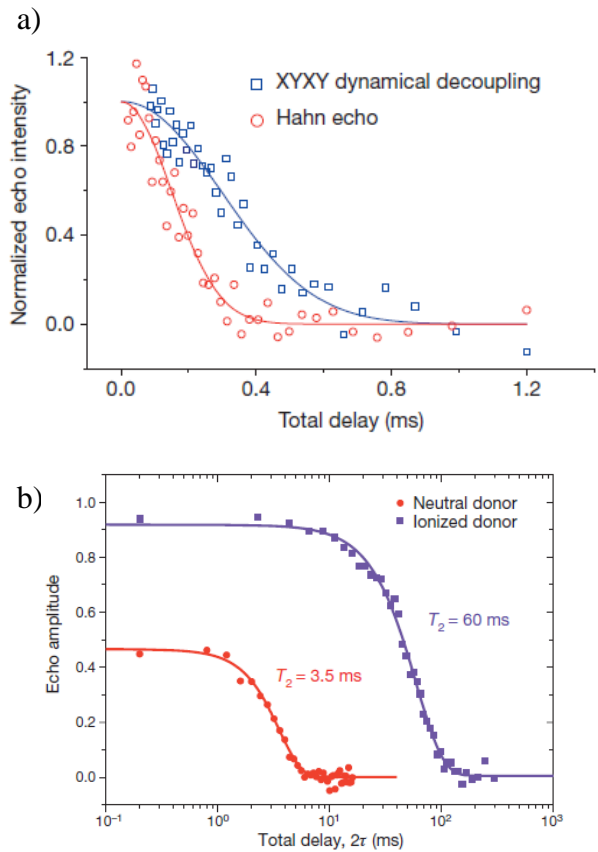 a)
1.2
XYXY dynamical decoupling
Hahn echo
0.8
0.4
0.0
Normalized echo intensity
0.0 0.4 0.8 1.2
Total delay (ms)
b)
1.0
0.8
0.6
0.4
0.2
0.0
Echo amplitude
Neutral donor
Ionized donor
T₂ = 60 ms
T₂ = 3.5 ms
10⁻¹ 10⁰ 10¹ 10² 10³
Total delay, 2τ (ms)